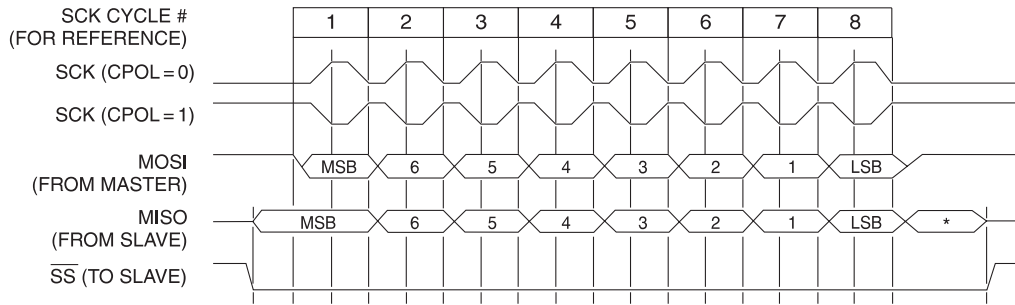 SCK CYCLE #
(FOR REFERENCE)
1 2 3 4 5 6 7 8
SCK (CPOL = 0)
SCK (CPOL = 1)
MOSI
(FROM MASTER)
MSB 6 5 4 3 2 1 LSB
MISO
(FROM SLAVE)
MSB 6 5 4 3 2 1 LSB *
SS (TO SLAVE)